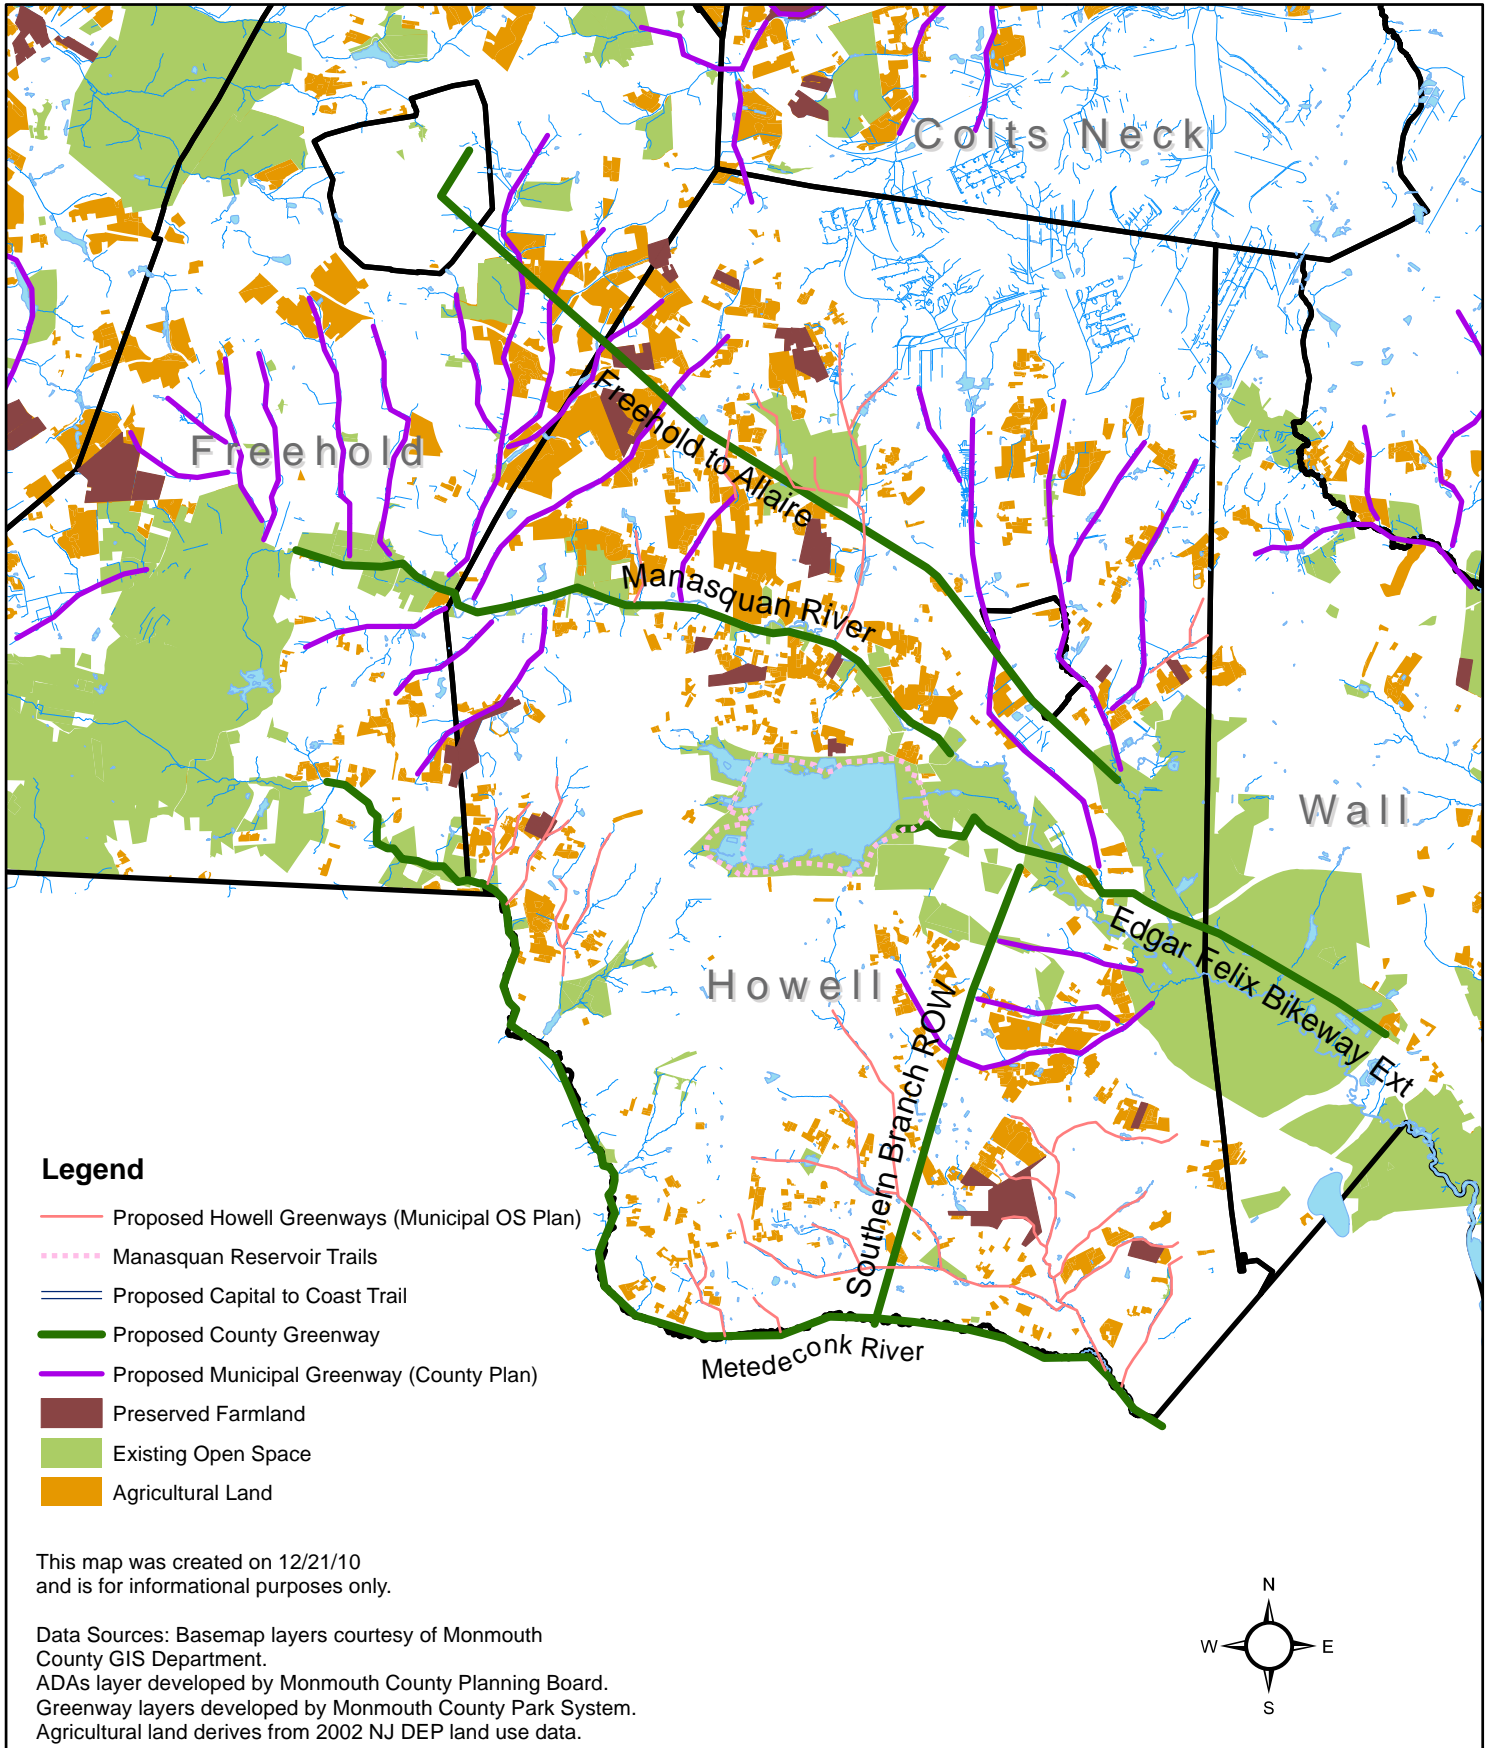 Colts Neck
Freehold
Freehold to Allaire
Manasquan River
Wall
Howell
Edgar Felix Bikeway Ext
Southern Branch ROW
Metedeconk River
Legend
Proposed Howell Greenways (Municipal OS Plan)
Manasquan Reservoir Trails
Proposed Capital to Coast Trail
Proposed County Greenway
Proposed Municipal Greenway (County Plan)
Preserved Farmland
Existing Open Space
Agricultural Land
This map was created on 12/21/10
and is for informational purposes only.
Data Sources: Basemap layers courtesy of Monmouth
County GIS Department.
ADAs layer developed by Monmouth County Planning Board.
Greenway layers developed by Monmouth County Park System.
Agricultural land derives from 2002 NJ DEP land use data.
N
W E
S